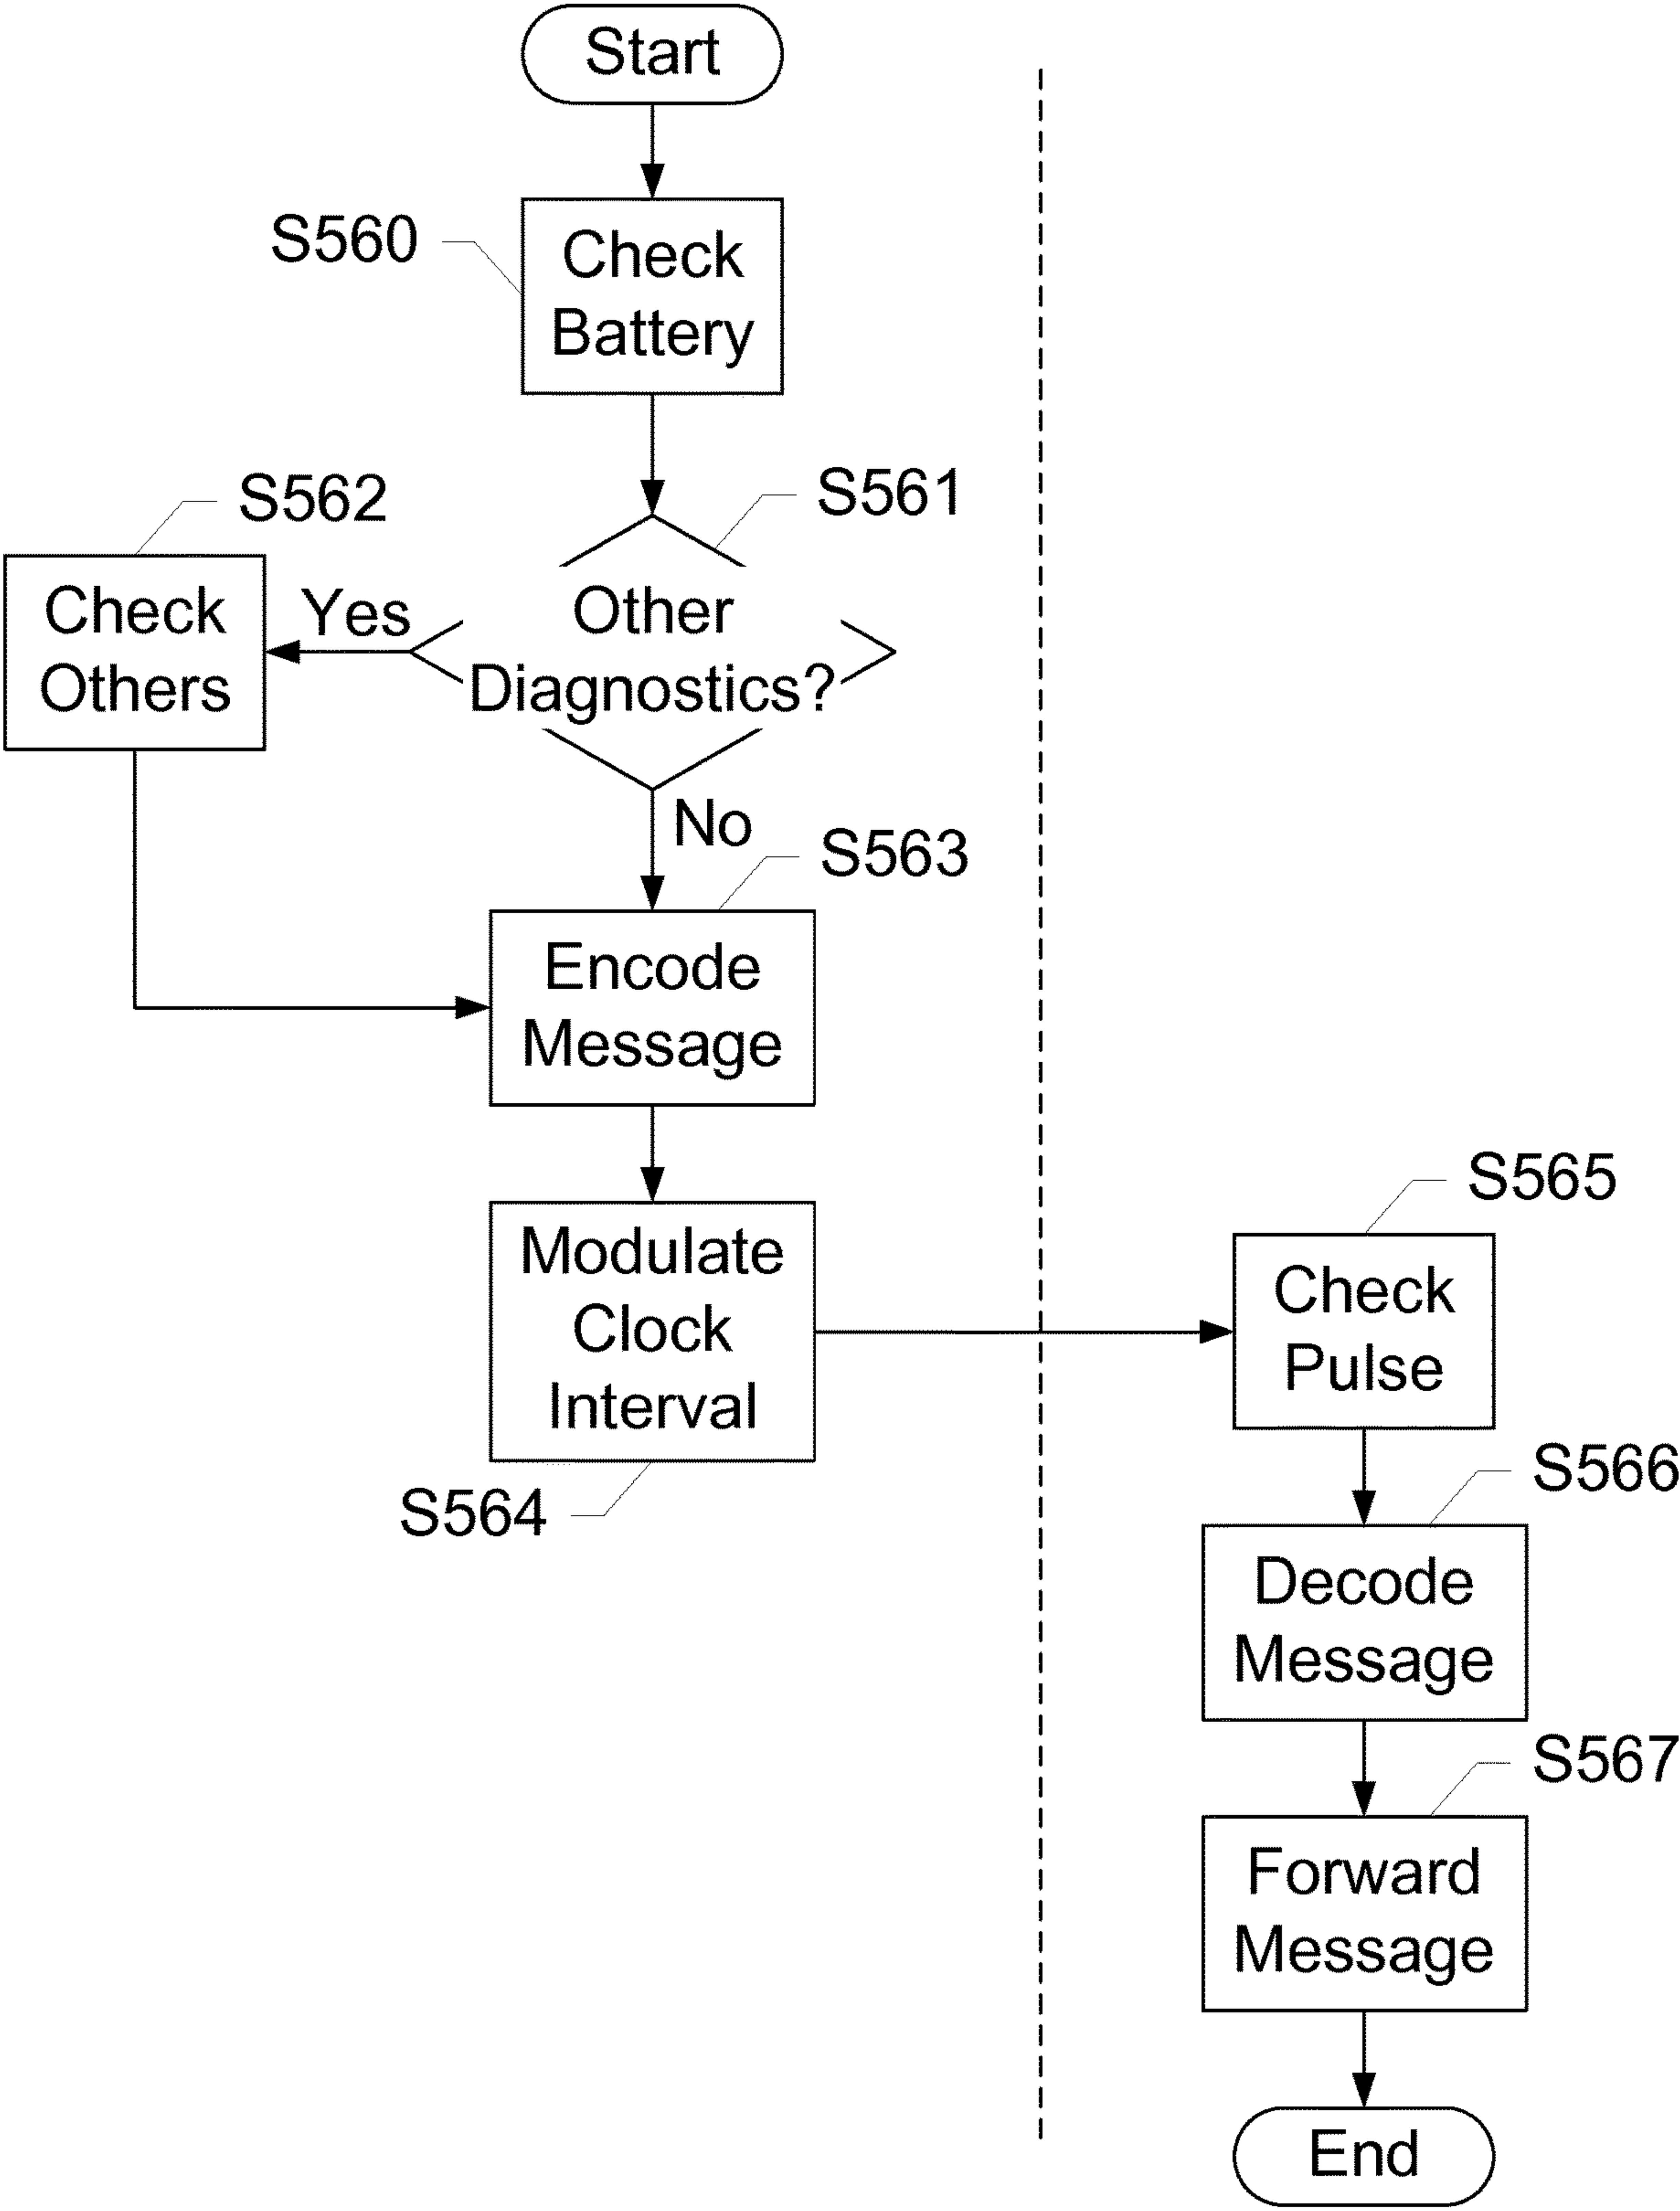 Start
S560
Check
Battery
S561
S562
Check
Others
Yes
Other
Diagnostics?
No
S563
Encode
Message
Modulate
Clock
Interval
S564
S565
Check
Pulse
S566
Decode
Message
S567
Forward
Message
End